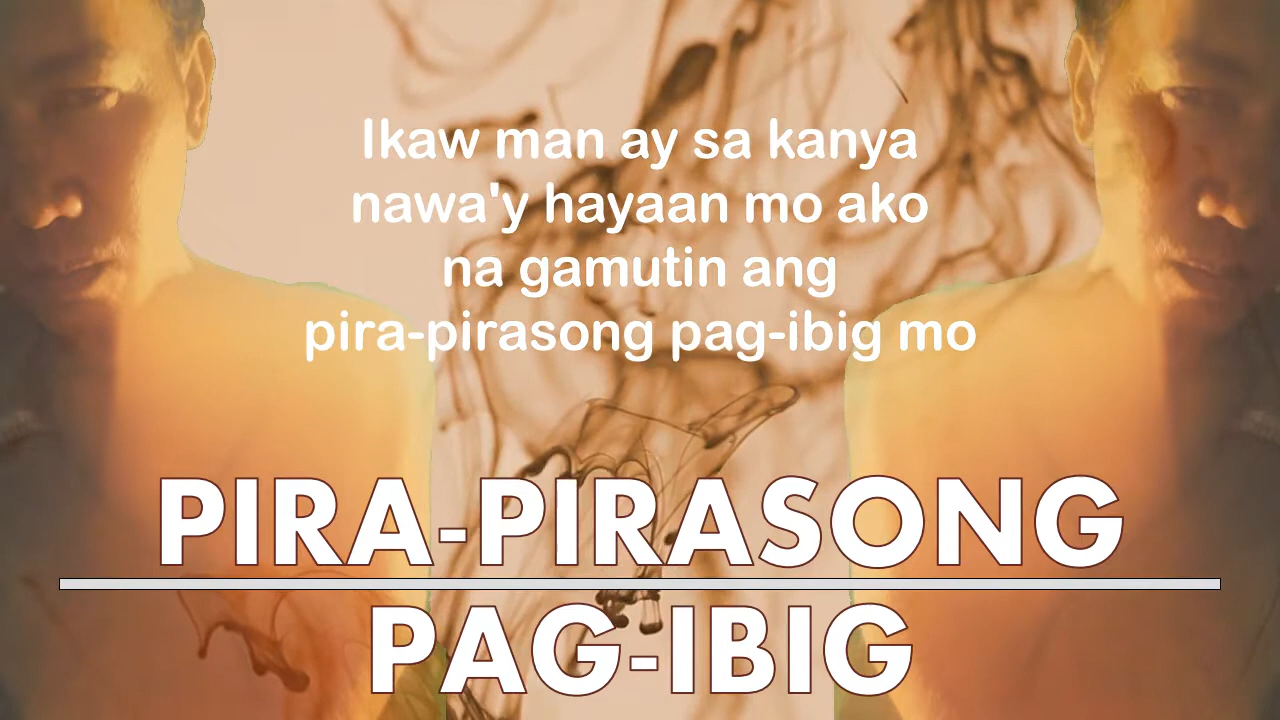 Ikaw man ay sa kanya
nawa'y hayaan mo ako
na gamutin ang
pira-pirasong pag-ibig mo
PIRA-PIRASONG
PAG-IBIG